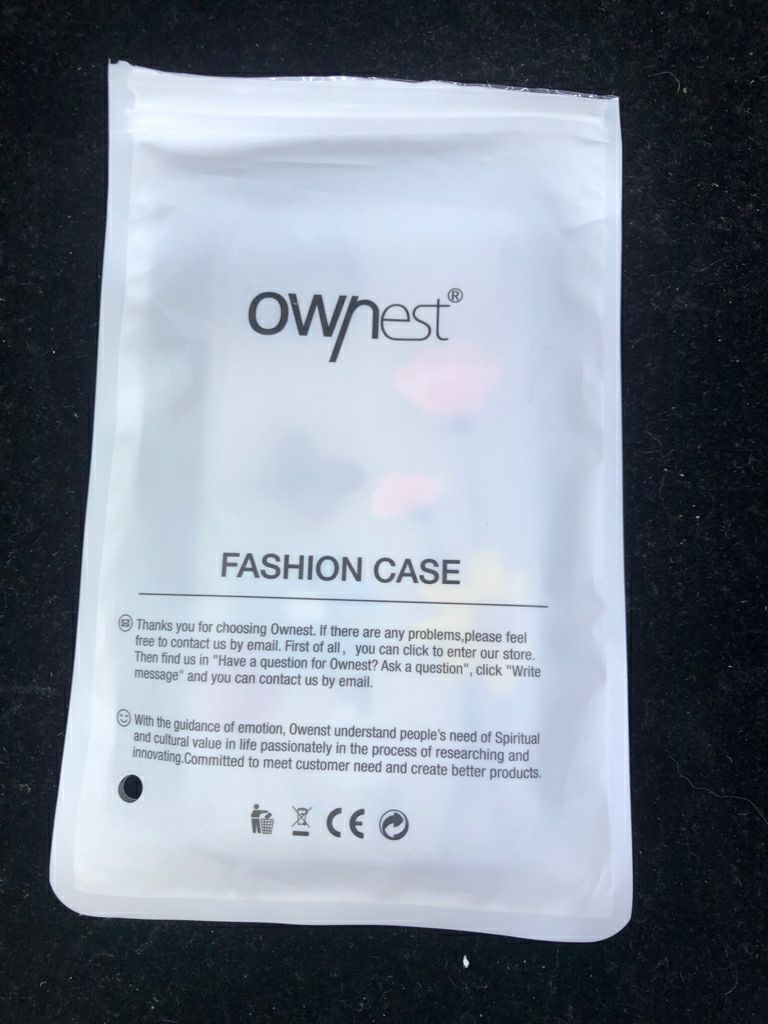 ownest®
FASHION CASE
Thanks you for choosing Ownest. If there are any problems,please feel
free to contact us by email. First of all，you can click to enter our store.
Then find us in "Have a question for Ownest? Ask a question", click "Write
message" and you can contact us by email.
With the guidance of emotion, Owenst understand people's need of Spiritual
and cultural value in life passionately in the process of researching and
innovating.Committed to meet customer need and create better products.
CE